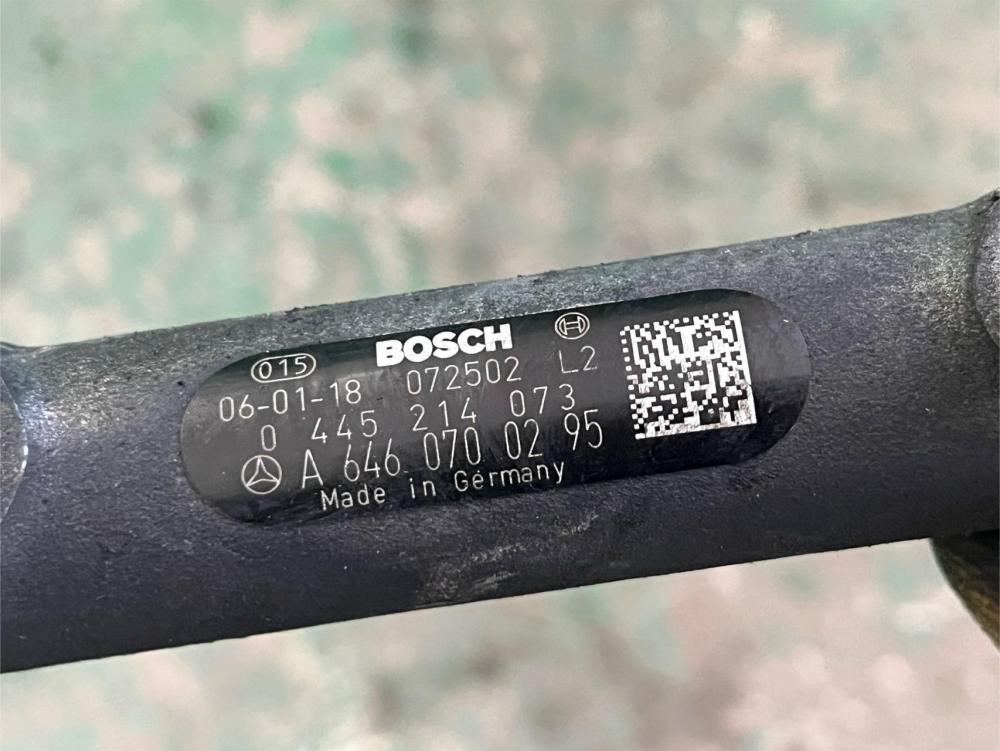 BOSCH
015
06-01-18 072502 L2
0 445 214 073
A 646 070 02 95
Made in Germany